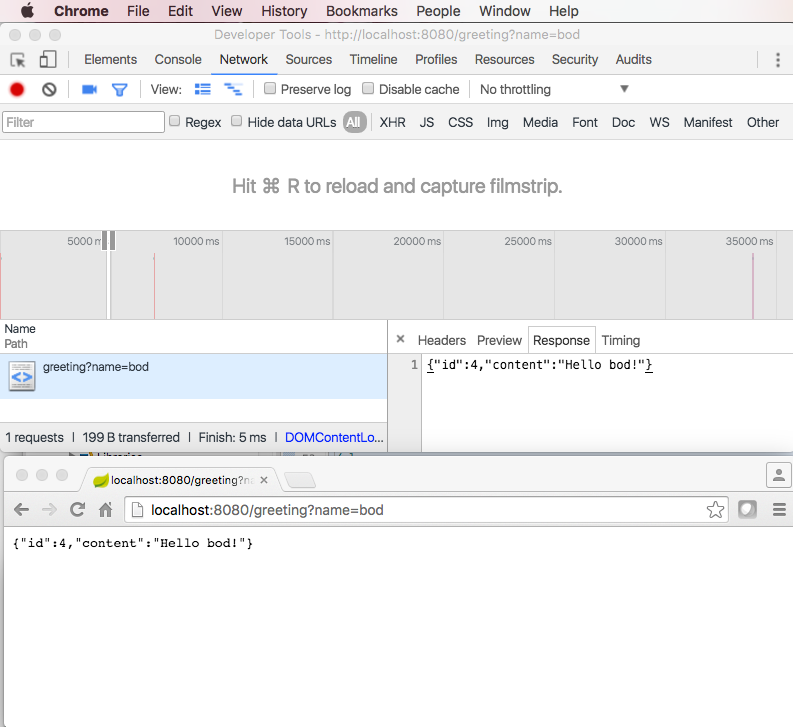 Chrome File Edit View History Bookmarks People Window Help
Developer Tools - http://localhost:8080/greeting?name=bod
Elements Console Network Sources Timeline Profiles Resources Security Audits
View: Preserve log Disable cache No throttling
Filter Regex Hide data URLs All XHR JS CSS Img Media Font Doc WS Manifest Other
Hit ⌘ R to reload and capture filmstrip.
5000 m 10000 ms 15000 ms 20000 ms 25000 ms 30000 ms 35000 ms
Name
Path
greeting?name=bod
1 requests | 199 B transferred | Finish: 5 ms | DOMContentLo...
× Headers Preview Response Timing
1 {"id":4,"content":"Hello bod!"}
Libraries
localhost:8080/greeting?n
localhost:8080/greeting?name=bod
{"id":4,"content":"Hello bod!"}